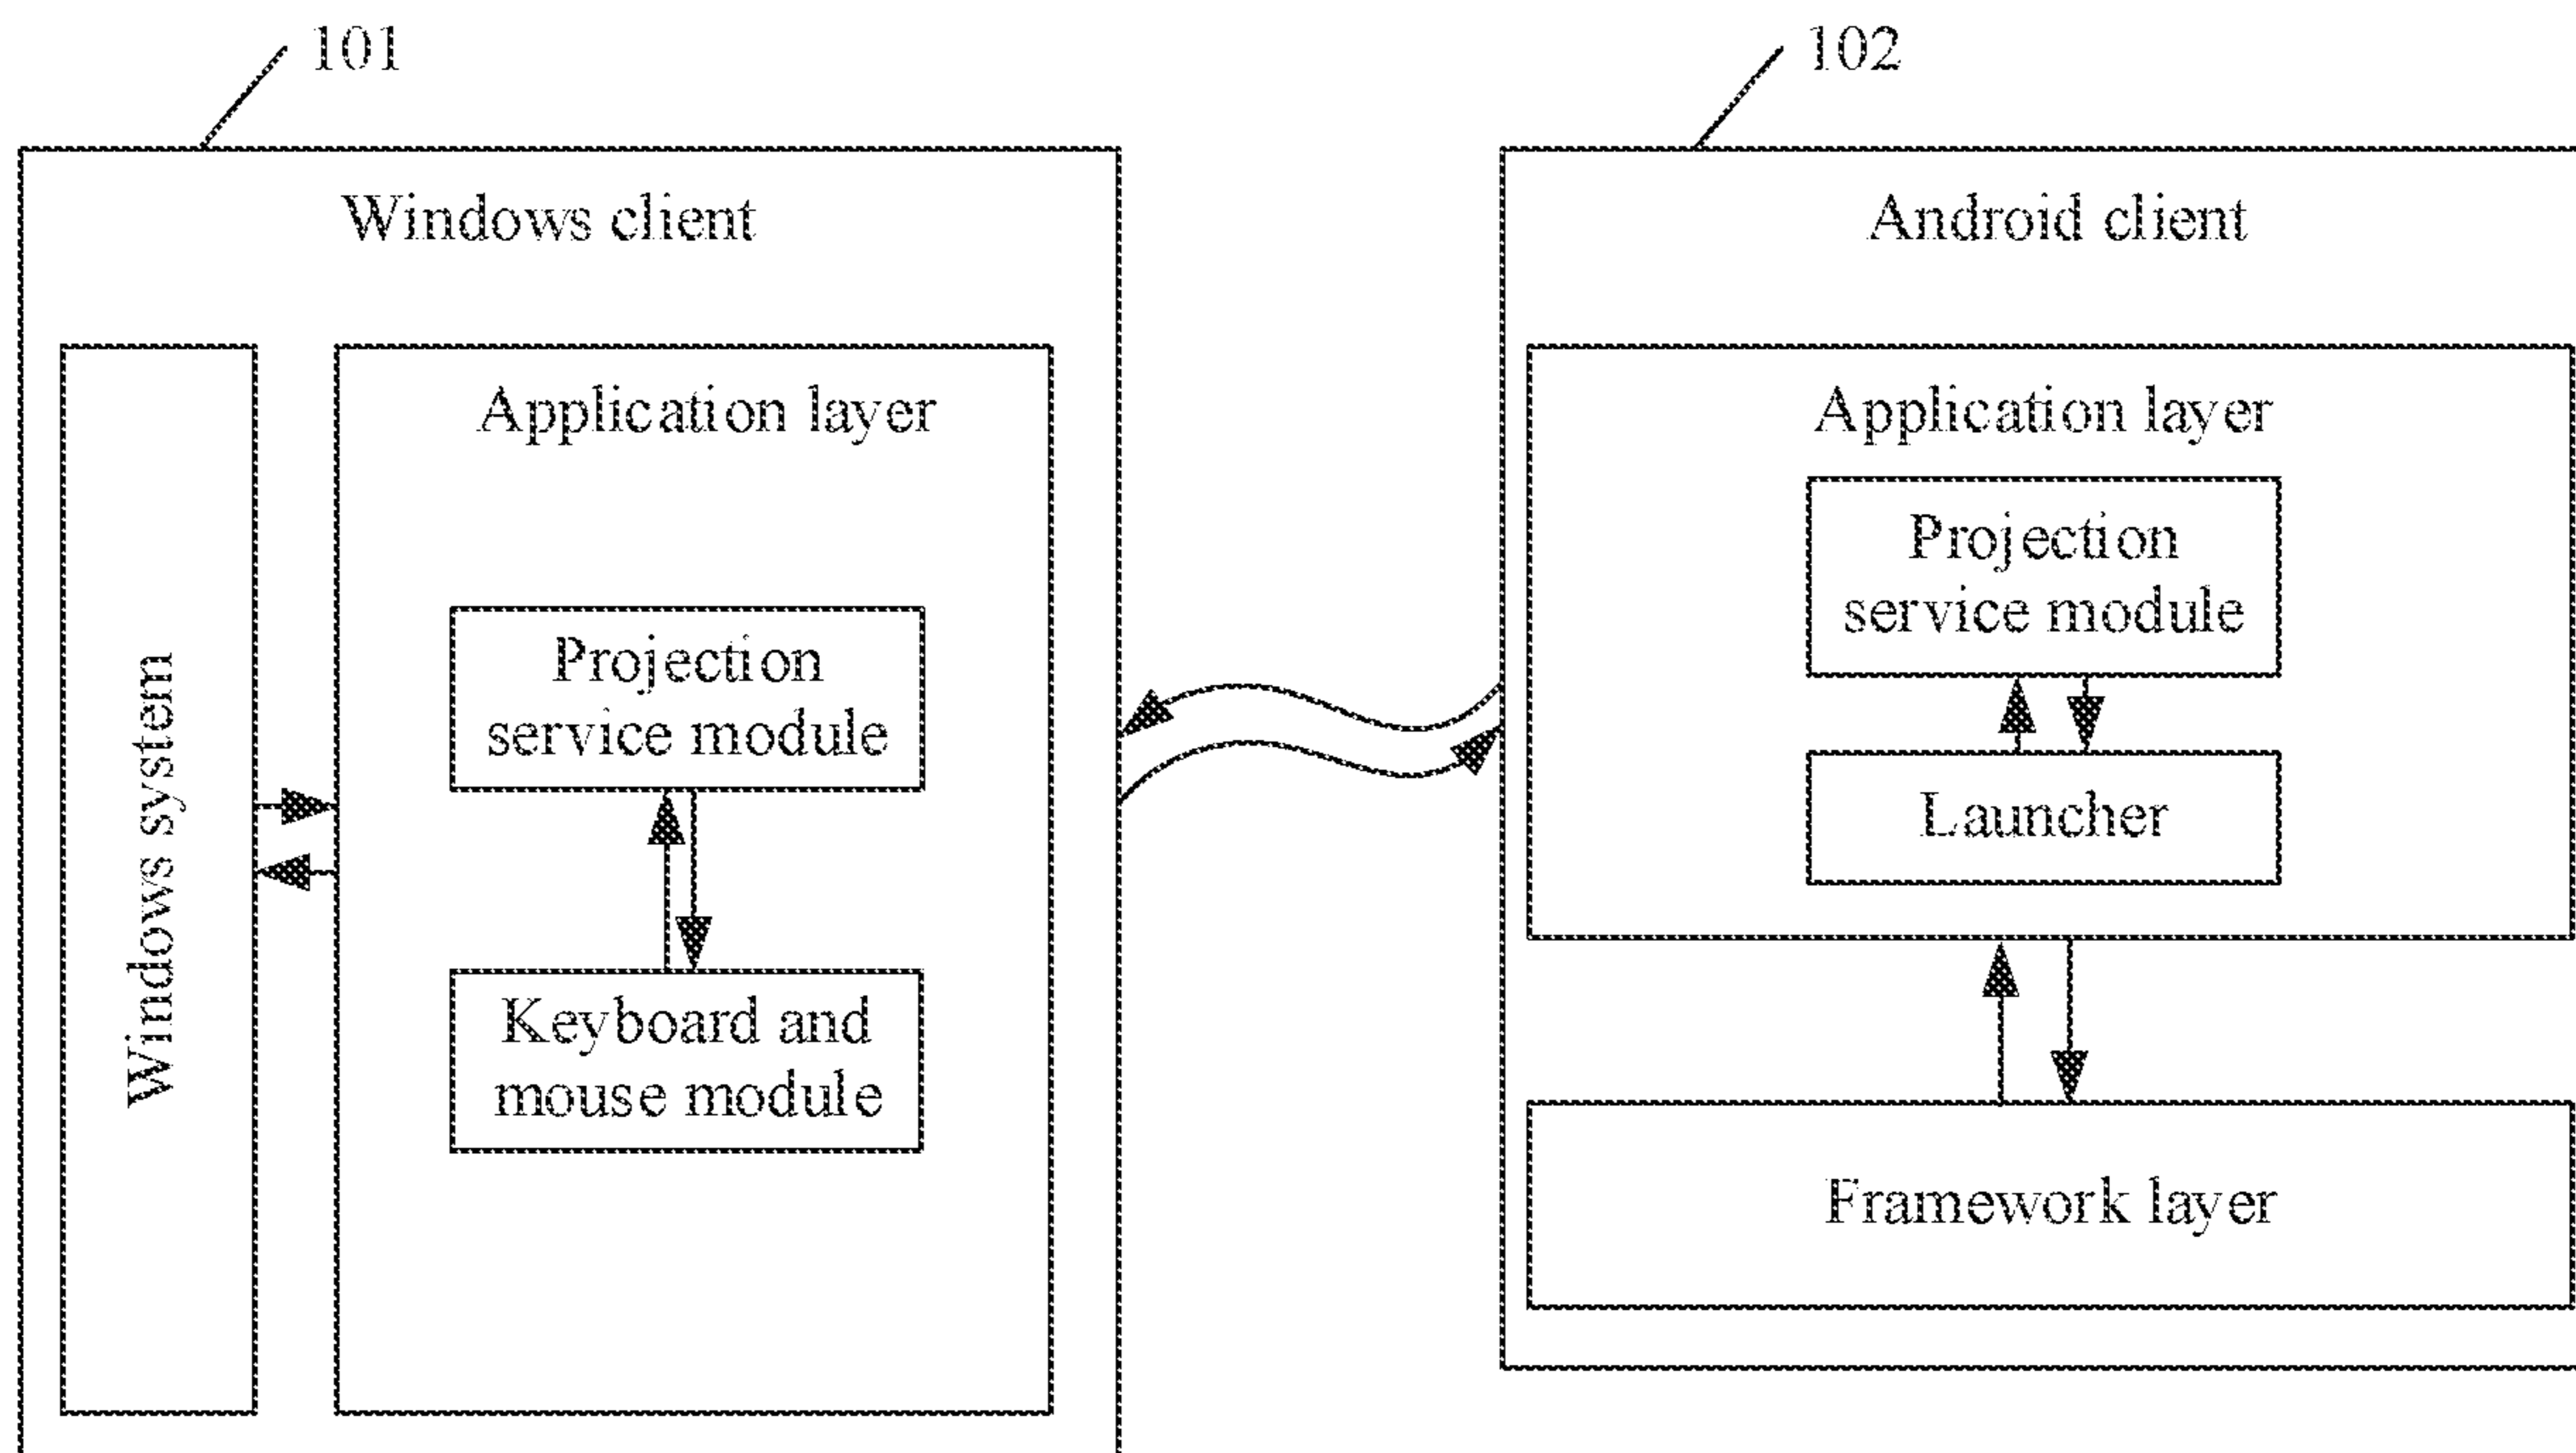 101
Windows client
Windows system
Application layer
Projection
service module
Keyboard and
mouse module
102
Android client
Application layer
Projection
service module
Launcher
Framework layer